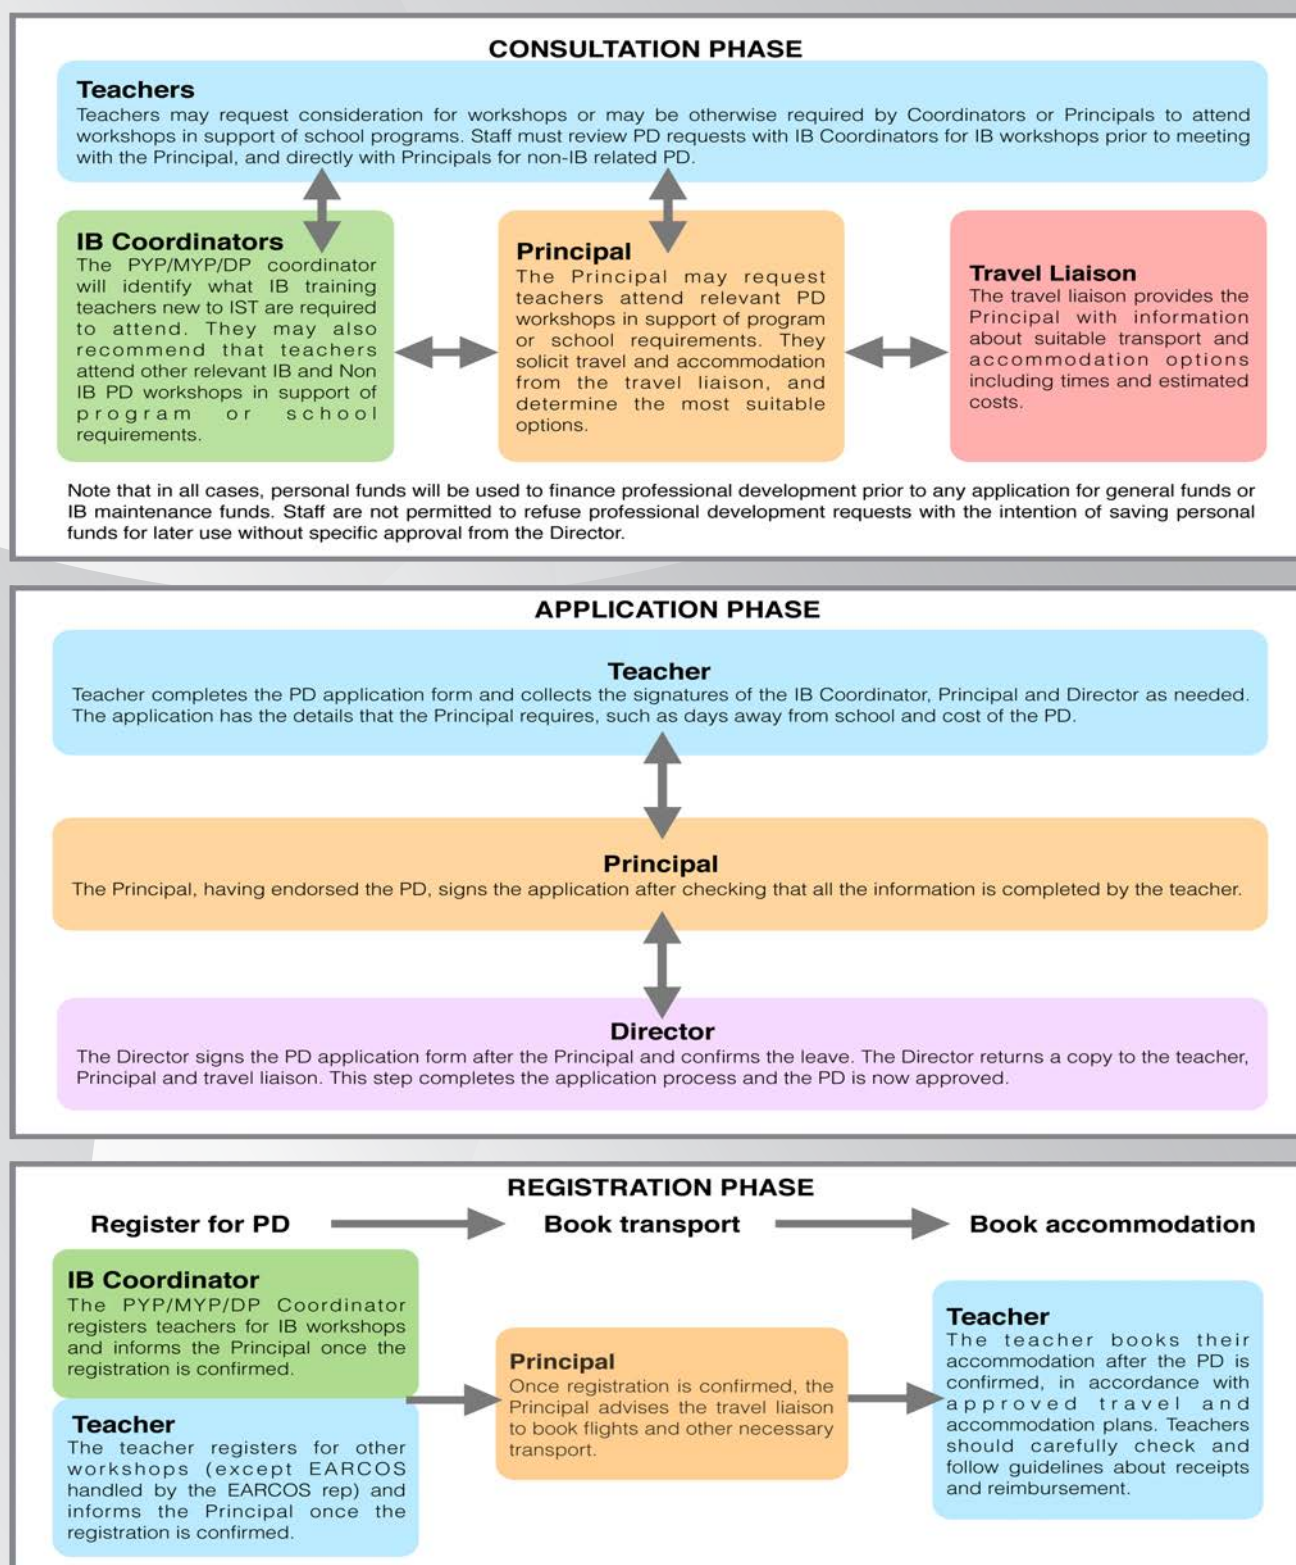 CONSULTATION PHASE
Teachers
Teachers may request consideration for workshops or may be otherwise required by Coordinators or Principals to attend
workshops in support of school programs. Staff must review PD requests with IB Coordinators for IB workshops prior to meeting
with the Principal, and directly with Principals for non-IB related PD.
IB Coordinators
The PYP/MYP/DP coordinator
will identify what IB training
teachers new to IST are required
to attend. They may also
recommend that teachers
attend other relevant IB and Non
IB PD workshops in support of
program or school
requirements.
Principal
The Principal may request
teachers attend relevant PD
workshops in support of program
or school requirements. They
solicit travel and accommodation
from the travel liaison, and
determine the most suitable
options.
Travel Liaison
The travel liaison provides the
Principal with information
about suitable transport and
accommodation options
including times and estimated
costs.
Note that in all cases, personal funds will be used to finance professional development prior to any application for general funds or
IB maintenance funds. Staff are not permitted to refuse professional development requests with the intention of saving personal
funds for later use without specific approval from the Director.
APPLICATION PHASE
Teacher
Teacher completes the PD application form and collects the signatures of the IB Coordinator, Principal and Director as needed.
The application has the details that the Principal requires, such as days away from school and cost of the PD.
Principal
The Principal, having endorsed the PD, signs the application after checking that all the information is completed by the teacher.
Director
The Director signs the PD application form after the Principal and confirms the leave. The Director returns a copy to the teacher,
Principal and travel liaison. This step completes the application process and the PD is now approved.
REGISTRATION PHASE
Register for PD
Book transport
Book accommodation
IB Coordinator
The PYP/MYP/DP Coordinator
registers teachers for IB workshops
and informs the Principal once the
registration is confirmed.
Teacher
The teacher registers for other
workshops (except EARCOS
handled by the EARCOS rep) and
informs the Principal once the
registration is confirmed.
Principal
Once registration is confirmed, the
Principal advises the travel liaison
to book flights and other necessary
transport.
Teacher
The teacher books their
accommodation after the PD is
confirmed, in accordance with
approved travel and
accommodation plans. Teachers
should carefully check and
follow guidelines about receipts
and reimbursement.